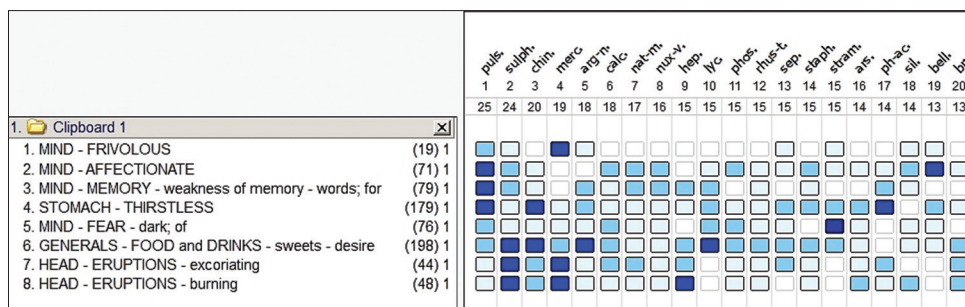 puls. sulph. chin. merc. arg-n. calc. nat-m. nux-v. hep. lyc. phos. rhus-t. sep. staph. stram. ars. ph-ac. sil. bell.
1 2 3 4 5 6 7 8 9 10 11 12 13 14 15 16 17 18 19 20
25 24 20 19 18 18 17 16 15 15 15 15 15 14 15 14 14 14 13 13
1. Clipboard 1
1. MIND - FRIVOLOUS (19) 1
2. MIND - AFFECTIONATE (71) 1
3. MIND - MEMORY - weakness of memory - words; for (79) 1
4. STOMACH - THIRSTLESS (179) 1
5. MIND - FEAR - dark; of (76) 1
6. GENERALS - FOOD and DRINKS - sweets - desire (198) 1
7. HEAD - ERUPTIONS - excoriating (44) 1
8. HEAD - ERUPTIONS - burning (48) 1